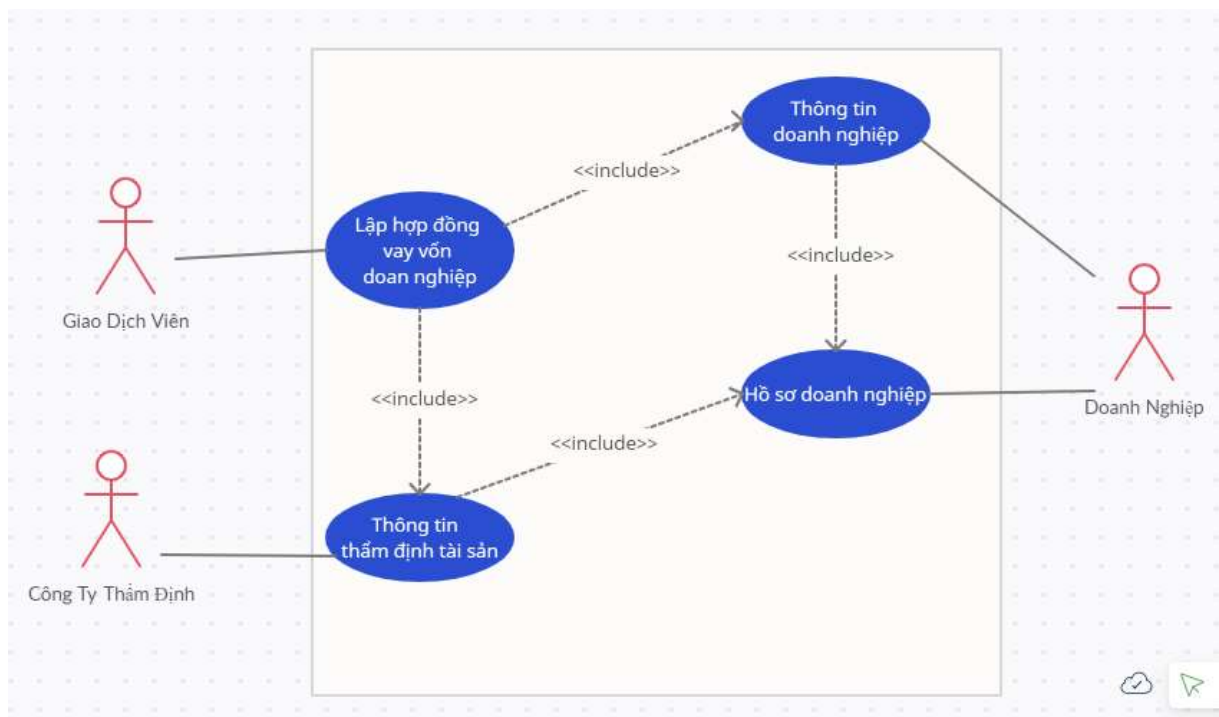 Thông tin
doanh nghiệp
<<include>>
Lập hợp đồng
vay vốn
doan nghiệp
<<include>>
Giao Dịch Viên
<<include>>
Hồ sơ doanh nghiệp
Doanh Nghiệp
<<include>>
Thông tin
thẩm định tài sản
Công Ty Thẩm Định